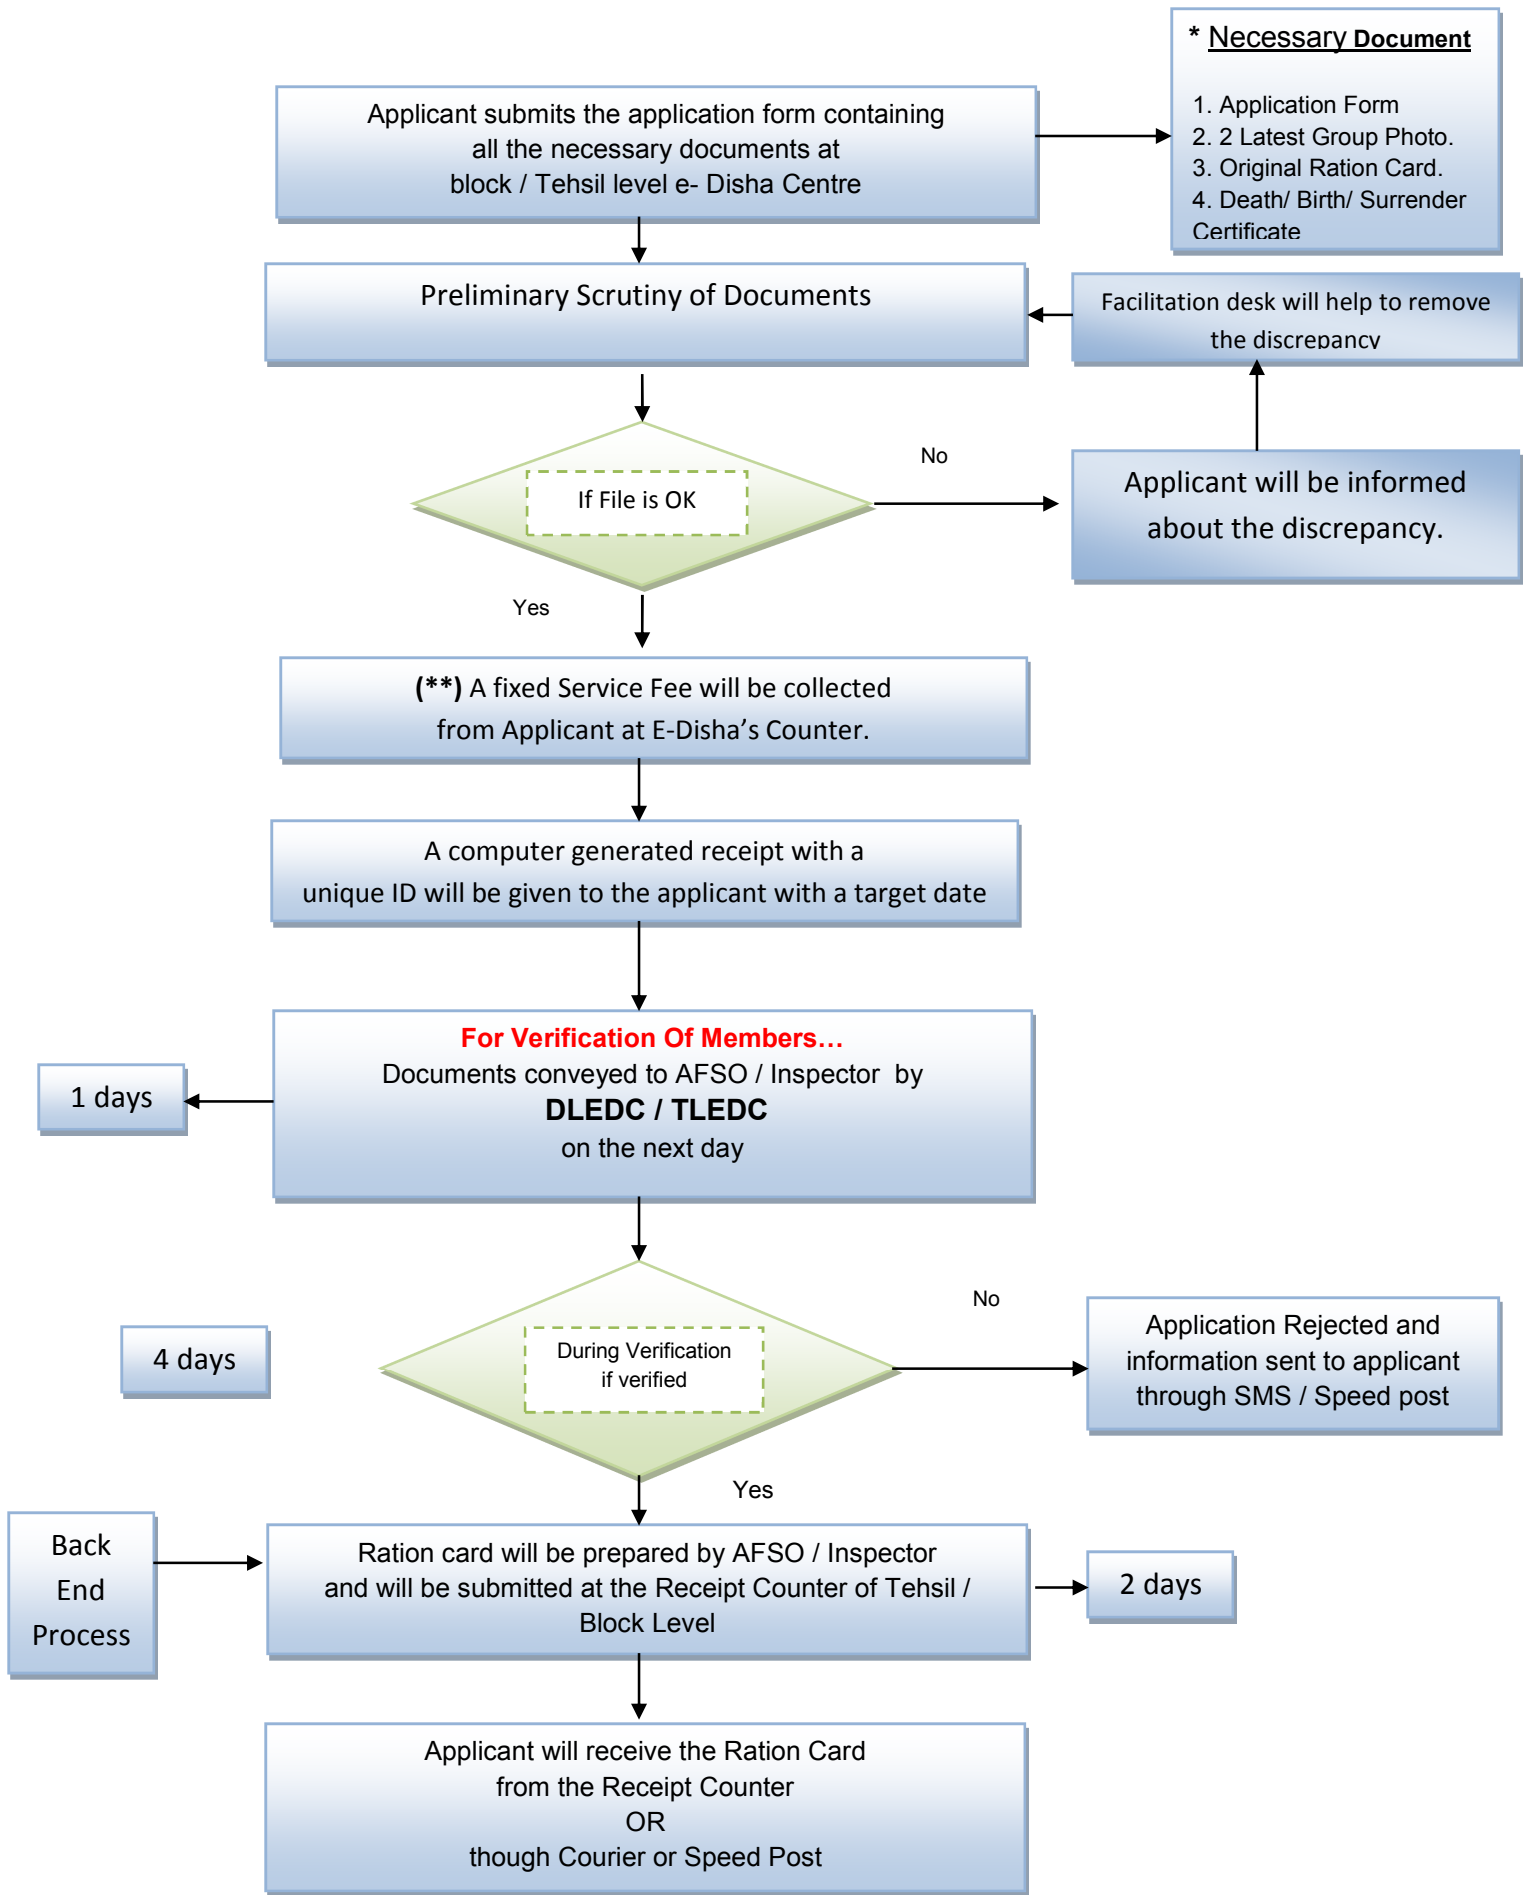 * Necessary Document
1. Application Form
2. 2 Latest Group Photo.
3. Original Ration Card.
4. Death/ Birth/ Surrender
Certificate
Applicant submits the application form containing
all the necessary documents at
block / Tehsil level e- Disha Centre
Preliminary Scrutiny of Documents
Facilitation desk will help to remove
the discrepancy
If File is OK
No
Applicant will be informed
about the discrepancy.
Yes
(**) A fixed Service Fee will be collected
from Applicant at E-Disha’s Counter.
A computer generated receipt with a
unique ID will be given to the applicant with a target date
For Verification Of Members…
Documents conveyed to AFSO / Inspector by
DLEDC / TLEDC
on the next day
1 days
4 days
During Verification
if verified
No
Application Rejected and
information sent to applicant
through SMS / Speed post
Yes
Back
End
Process
Ration card will be prepared by AFSO / Inspector
and will be submitted at the Receipt Counter of Tehsil /
Block Level
2 days
Applicant will receive the Ration Card
from the Receipt Counter
OR
though Courier or Speed Post